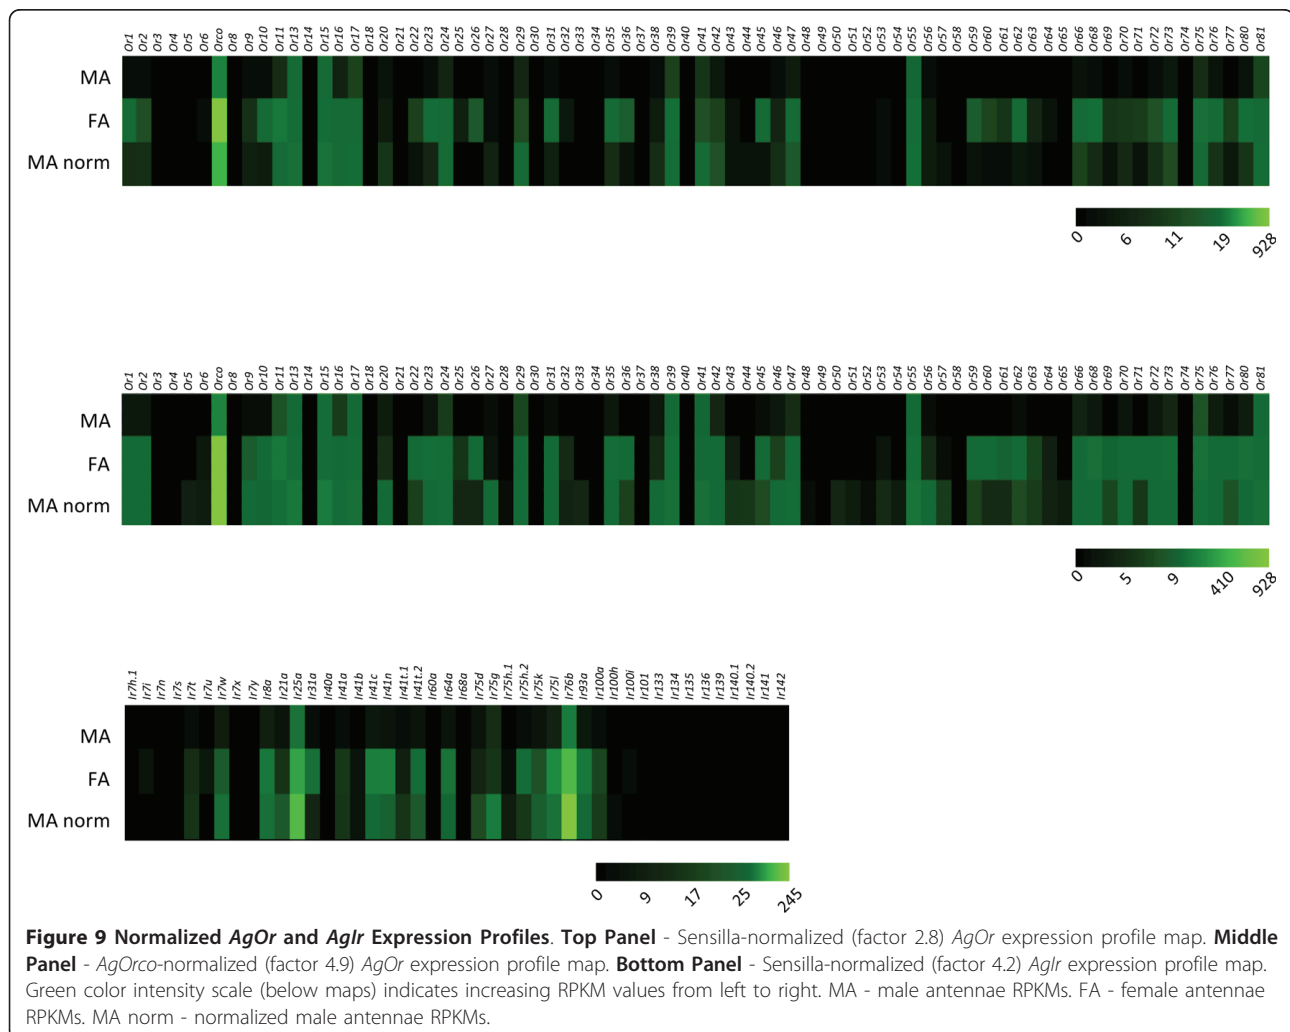 Or1 Or2 Or3 Or4 Or5 Or6 Orco Or8 Or9 Or10 Or11 Or13 Or14 Or15 Or16 Or17 Or18 Or20 Or21 Or22 Or23 Or24 Or25 Or26 Or27 Or28 Or29 Or30 Or31 Or32 Or33 Or34 Or35 Or36 Or37 Or38 Or39 Or40 Or41 Or42 Or43 Or44 Or45 Or46 Or47 Or48 Or49 Or50 Or51 Or52 Or53 Or54 Or55 Or56 Or57 Or58 Or59 Or60 Or61 Or62 Or63 Or64 Or65 Or66 Or68 Or69 Or70 Or71 Or72 Or73 Or74 Or75 Or76 Or77 Or80 Or81
MA
FA
MA norm
0 6 11 19 928
Or1 Or2 Or3 Or4 Or5 Or6 Orco Or8 Or9 Or10 Or11 Or13 Or14 Or15 Or16 Or17 Or18 Or20 Or21 Or22 Or23 Or24 Or25 Or26 Or27 Or28 Or29 Or30 Or31 Or32 Or33 Or34 Or35 Or36 Or37 Or38 Or39 Or40 Or41 Or42 Or43 Or44 Or45 Or46 Or47 Or48 Or49 Or50 Or51 Or52 Or53 Or54 Or55 Or56 Or57 Or58 Or59 Or60 Or61 Or62 Or63 Or64 Or65 Or66 Or68 Or69 Or70 Or71 Or72 Or73 Or74 Or75 Or76 Or77 Or80 Or81
MA
FA
MA norm
0 5 9 410 928
Ir7h.1 Ir7i Ir7n Ir7s Ir7t Ir7u Ir7w Ir7x Ir7y Ir8a Ir21a Ir25a Ir31a Ir40a Ir41a Ir41b Ir41c Ir41n Ir41t.1 Ir41t.2 Ir60a Ir64a Ir68a Ir75d Ir75g Ir75h.1 Ir75h.2 Ir75k Ir75l Ir76b Ir93a Ir100a Ir100h Ir100i Ir101 Ir133 Ir134 Ir135 Ir136 Ir139 Ir140.1 Ir140.2 Ir141 Ir142
MA
FA
MA norm
0 9 17 25 245
Figure 9 Normalized AgOr and AgIr Expression Profiles. Top Panel - Sensilla-normalized (factor 2.8) AgOr expression profile map. Middle
Panel - AgOrco-normalized (factor 4.9) AgOr expression profile map. Bottom Panel - Sensilla-normalized (factor 4.2) AgIr expression profile map.
Green color intensity scale (below maps) indicates increasing RPKM values from left to right. MA - male antennae RPKMs. FA - female antennae
RPKMs. MA norm - normalized male antennae RPKMs.